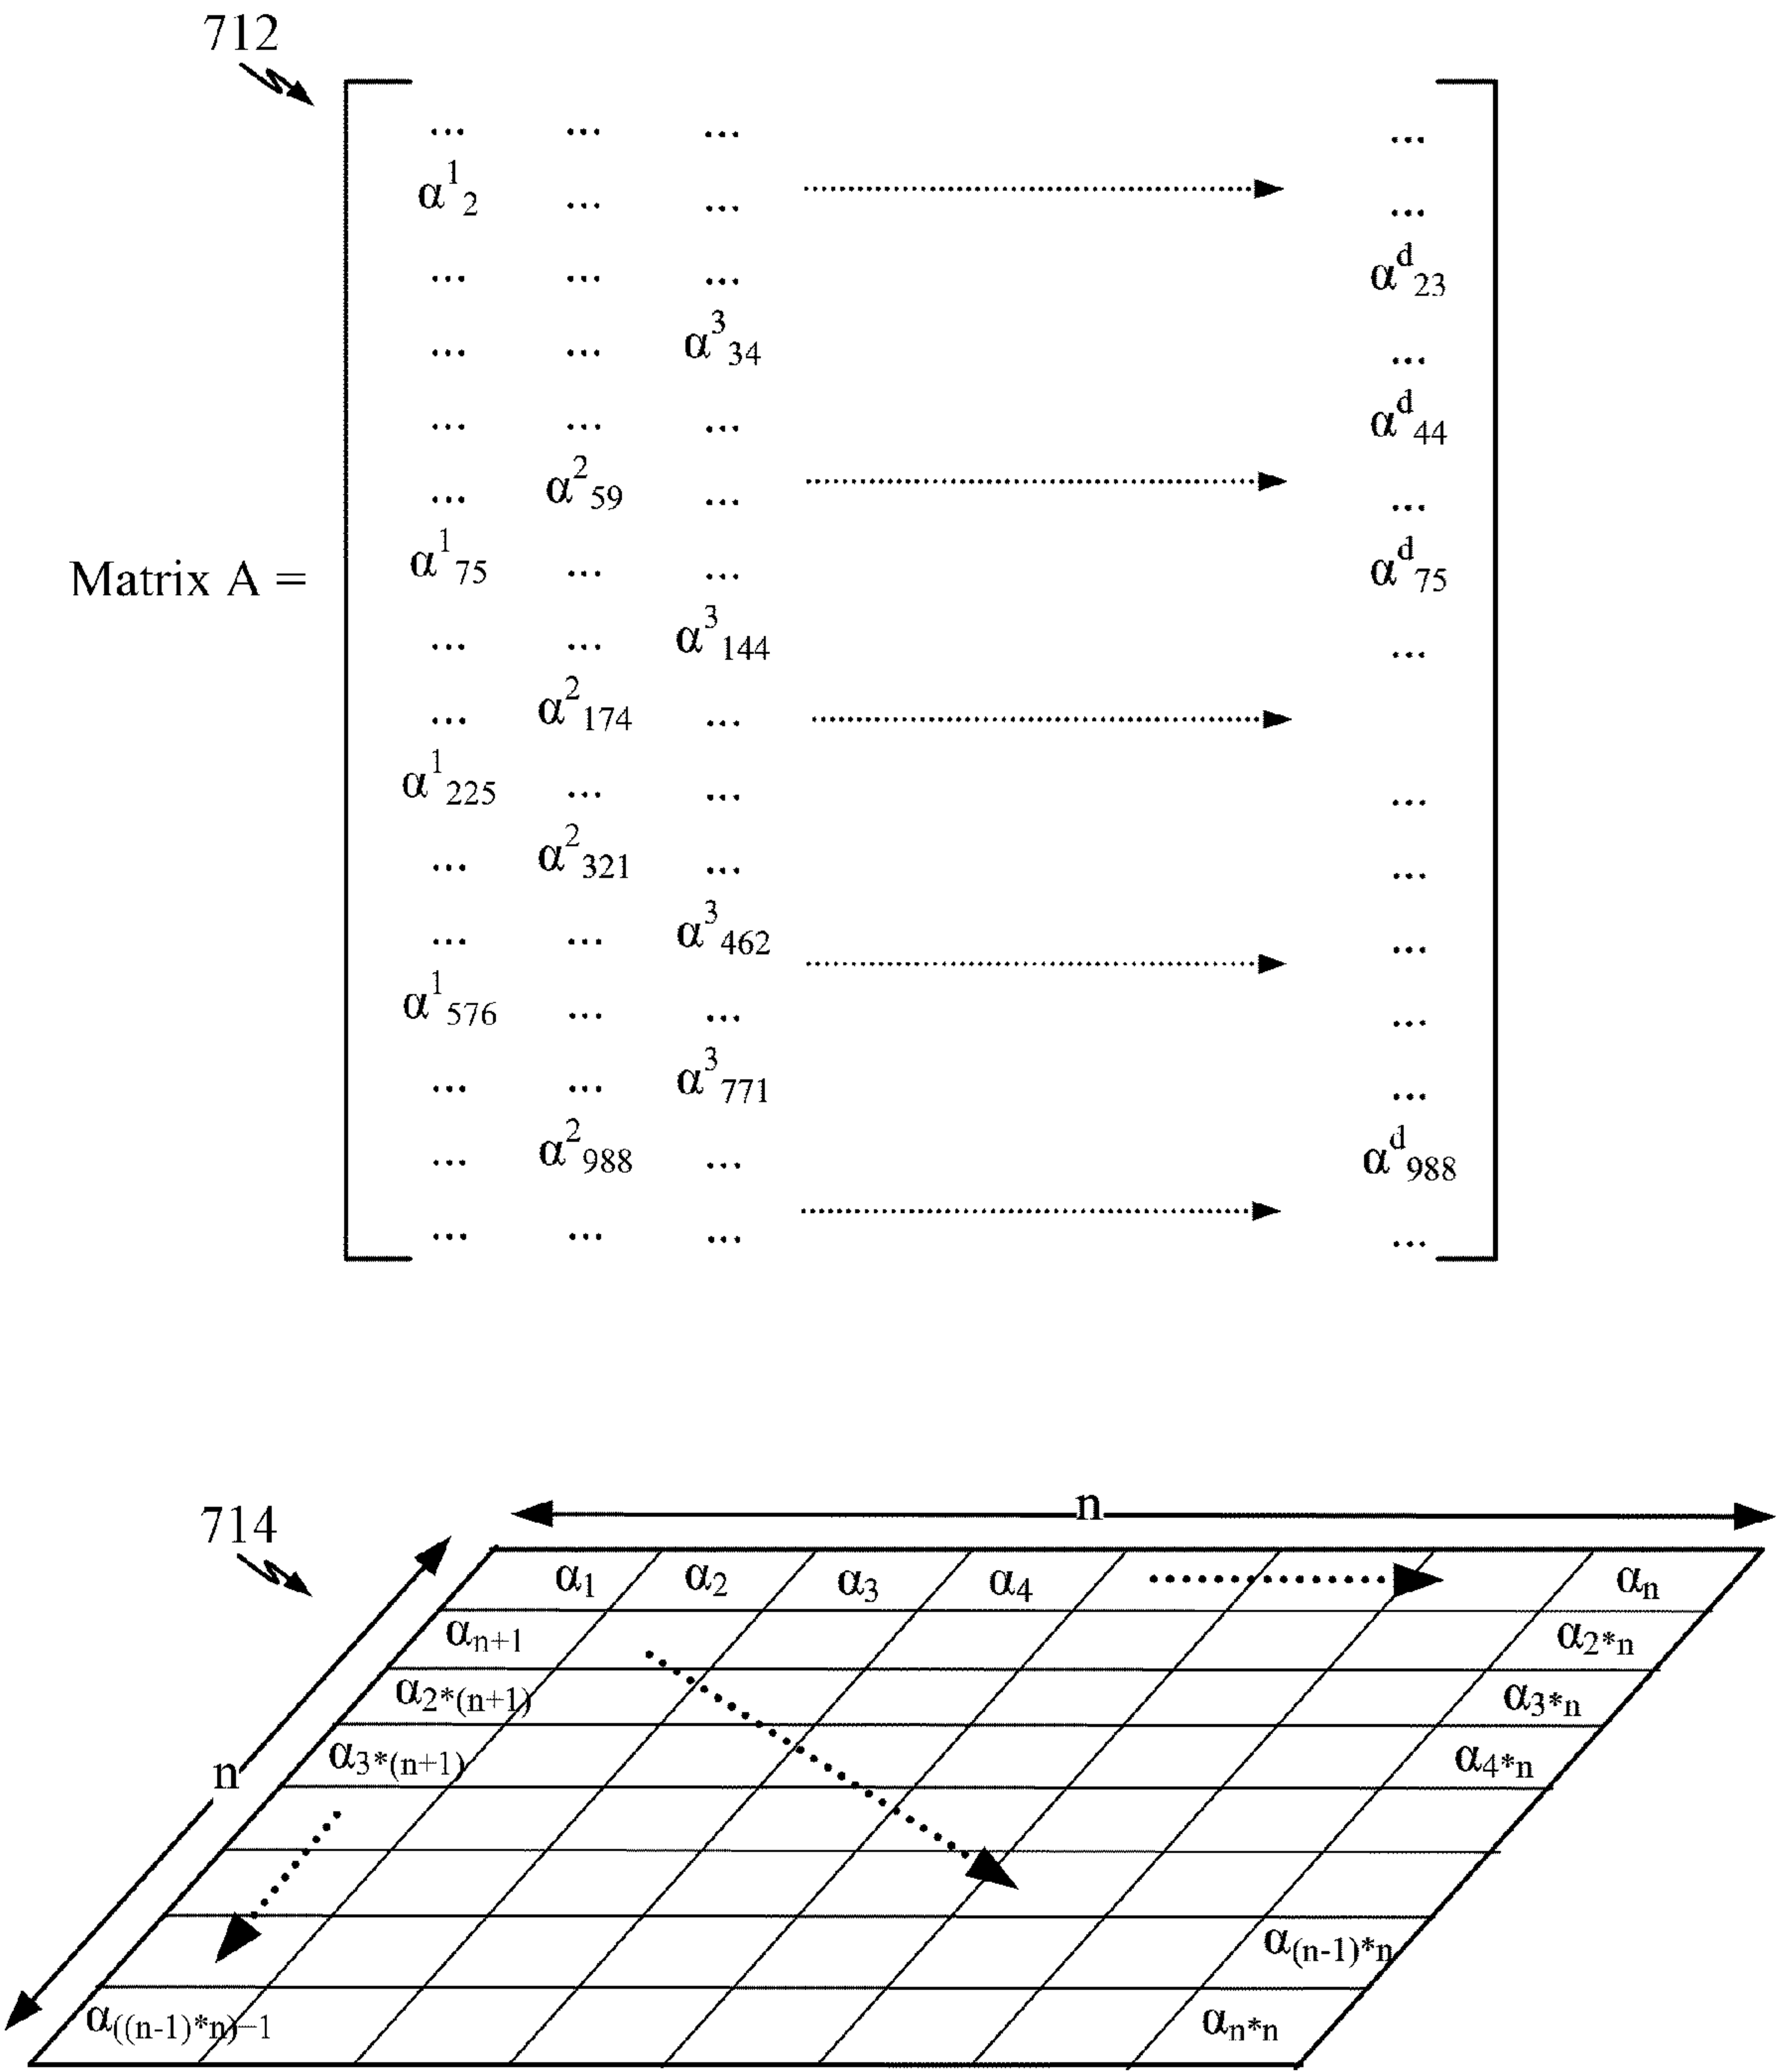 712
... ... ... ...
α¹₂ ... ... ...
... ... ... αᵈ₂₃
... ... α³₃₄ ...
... ... ... αᵈ₄₄
... α²₅₉ ... ...
Matrix A = α¹₇₅ ... ... αᵈ₇₅
... ... α³₁₄₄ ...
... α²₁₇₄ ...
α¹₂₂₅ ... ... ...
... α²₃₂₁ ... ...
... ... α³₄₆₂ ...
α¹₅₇₆ ... ... ...
... ... α³₇₇₁ ...
... α²₉₈₈ ... αᵈ₉₈₈
... ... ... ...
n
714
α₁ α₂ α₃ α₄ αₙ
αₙ₊₁ α₂*ₙ
α₂*₍ₙ₊₁₎ α₃*ₙ
α₃*₍ₙ₊₁₎ α₄*ₙ
n
α₍ₙ₋₁₎*ₙ
α₍₍ₙ₋₁₎*ₙ₎₋₁ αₙ*ₙ